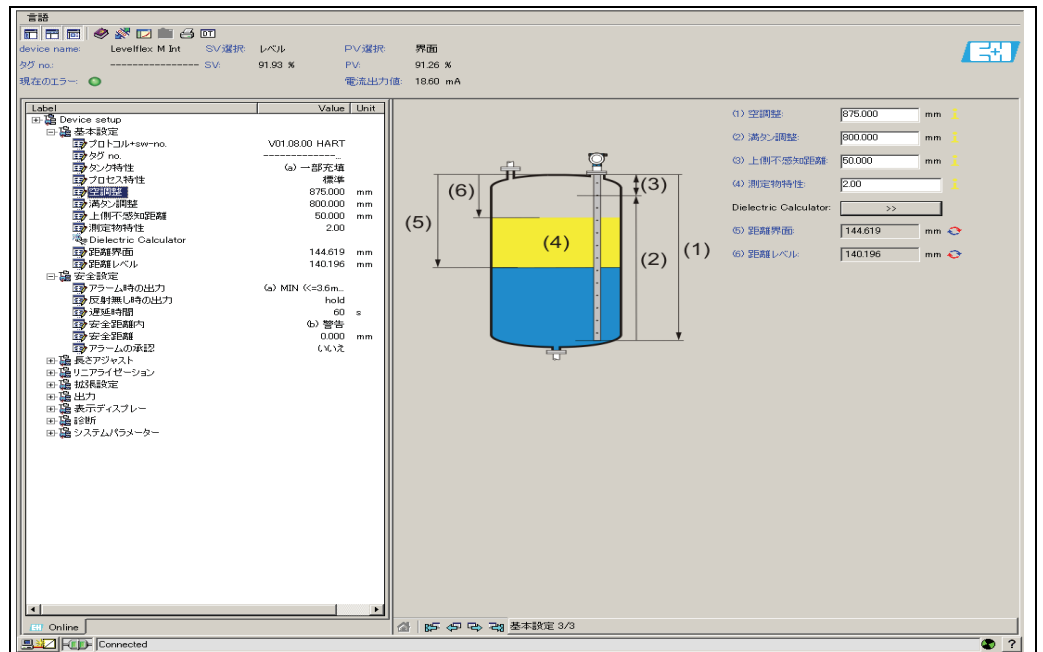 言語
device name: Levelflex M Int SV選択: レベル PV選択: 界面
タグ no.: ---------------- SV: 91.93 % PV: 91.26 %
現在のエラー: 電流出力値: 18.60 mA
E+H
Label Value Unit
Device setup
基本設定
プロトコル+sw-no. V01.08.00 HART
タグ no. -------------...
タンク特性 (a) 一部充填
プロセス特性 標準
空調整 875.000 mm
満タン調整 800.000 mm
上側不感知距離 50.000 mm
測定物特性 2.00
Dielectric Calculator
距離界面 144.619 mm
距離レベル 140.196 mm
安全設定
アラーム時の出力 (a) MIN (<=3.6m...
反射無し時の出力 hold
遅延時間 60 s
安全距離内 (b) 警告
安全距離 0.000 mm
アラームの承認 いいえ
長さアジャスト
リニアライゼーション
拡張設定
出力
表示ディスプレー
診断
システムパラメーター
Online
(6)
(3)
(5)
(4)
(2)
(1)
(1) 空調整: 875.000 mm
(2) 満タン調整: 800.000 mm
(3) 上側不感知距離: 50.000 mm
(4) 測定物特性: 2.00
Dielectric Calculator: >>
(5) 距離界面: 144.619 mm
(6) 距離レベル: 140.196 mm
基本設定 3/3
Connected